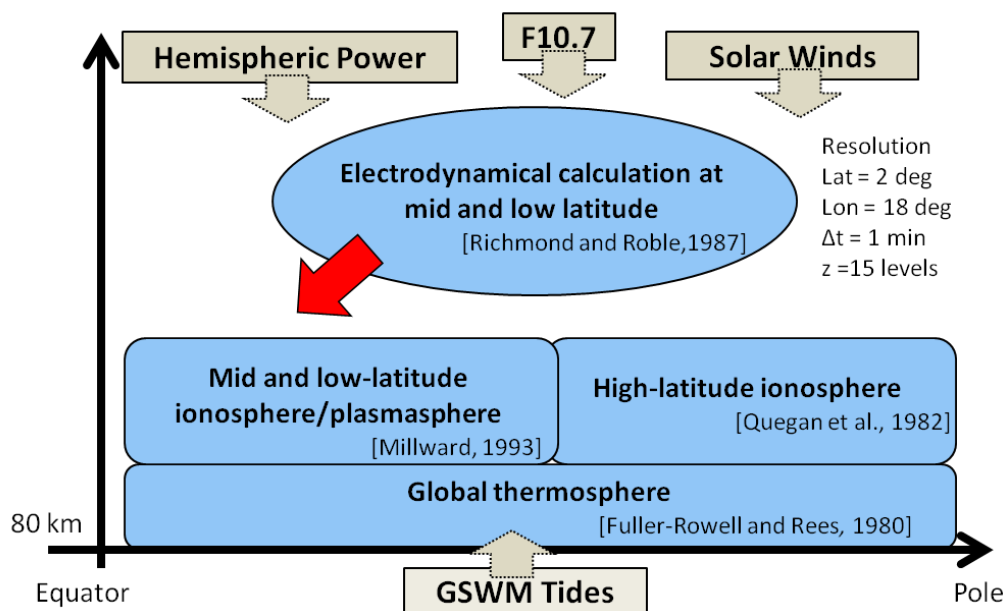 Hemispheric Power
F10.7
Solar Winds
Electrodynamical calculation at
mid and low latitude
[Richmond and Roble,1987]
Resolution
Lat = 2 deg
Lon = 18 deg
Δt = 1 min
z =15 levels
Mid and low-latitude
ionosphere/plasmasphere
[Millward, 1993]
High-latitude ionosphere
[Quegan et al., 1982]
Global thermosphere
[Fuller-Rowell and Rees, 1980]
80 km
Equator
GSWM Tides
Pole